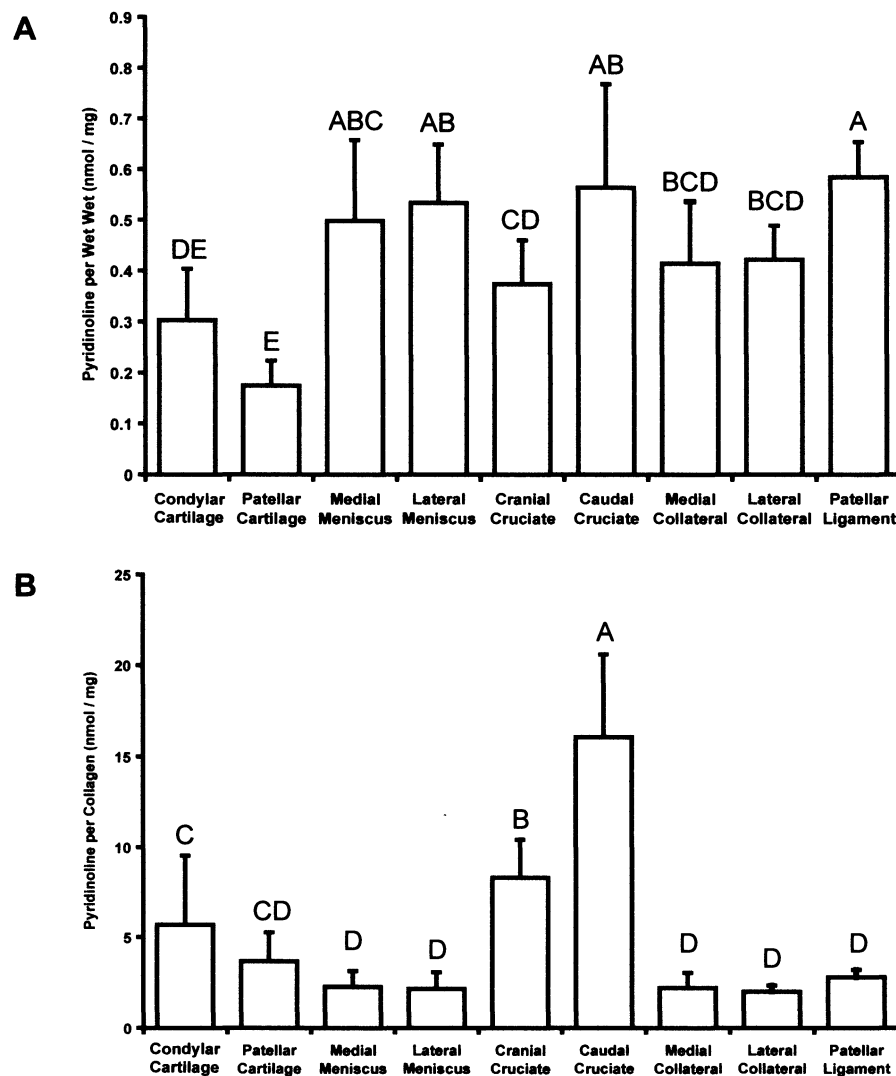 A
Pyridinoline per Wet Wet (nmol / mg)
0.9
0.8
0.7
0.6
0.5
0.4
0.3
0.2
0.1
0
DE
E
ABC
AB
CD
AB
BCD
BCD
A
Condylar Cartilage
Patellar Cartilage
Medial Meniscus
Lateral Meniscus
Cranial Cruciate
Caudal Cruciate
Medial Collateral
Lateral Collateral
Patellar Ligament
B
Pyridinoline per Collagen (nmol / mg)
25
20
15
10
5
0
C
CD
D
D
B
A
D
D
D
Condylar Cartilage
Patellar Cartilage
Medial Meniscus
Lateral Meniscus
Cranial Cruciate
Caudal Cruciate
Medial Collateral
Lateral Collateral
Patellar Ligament